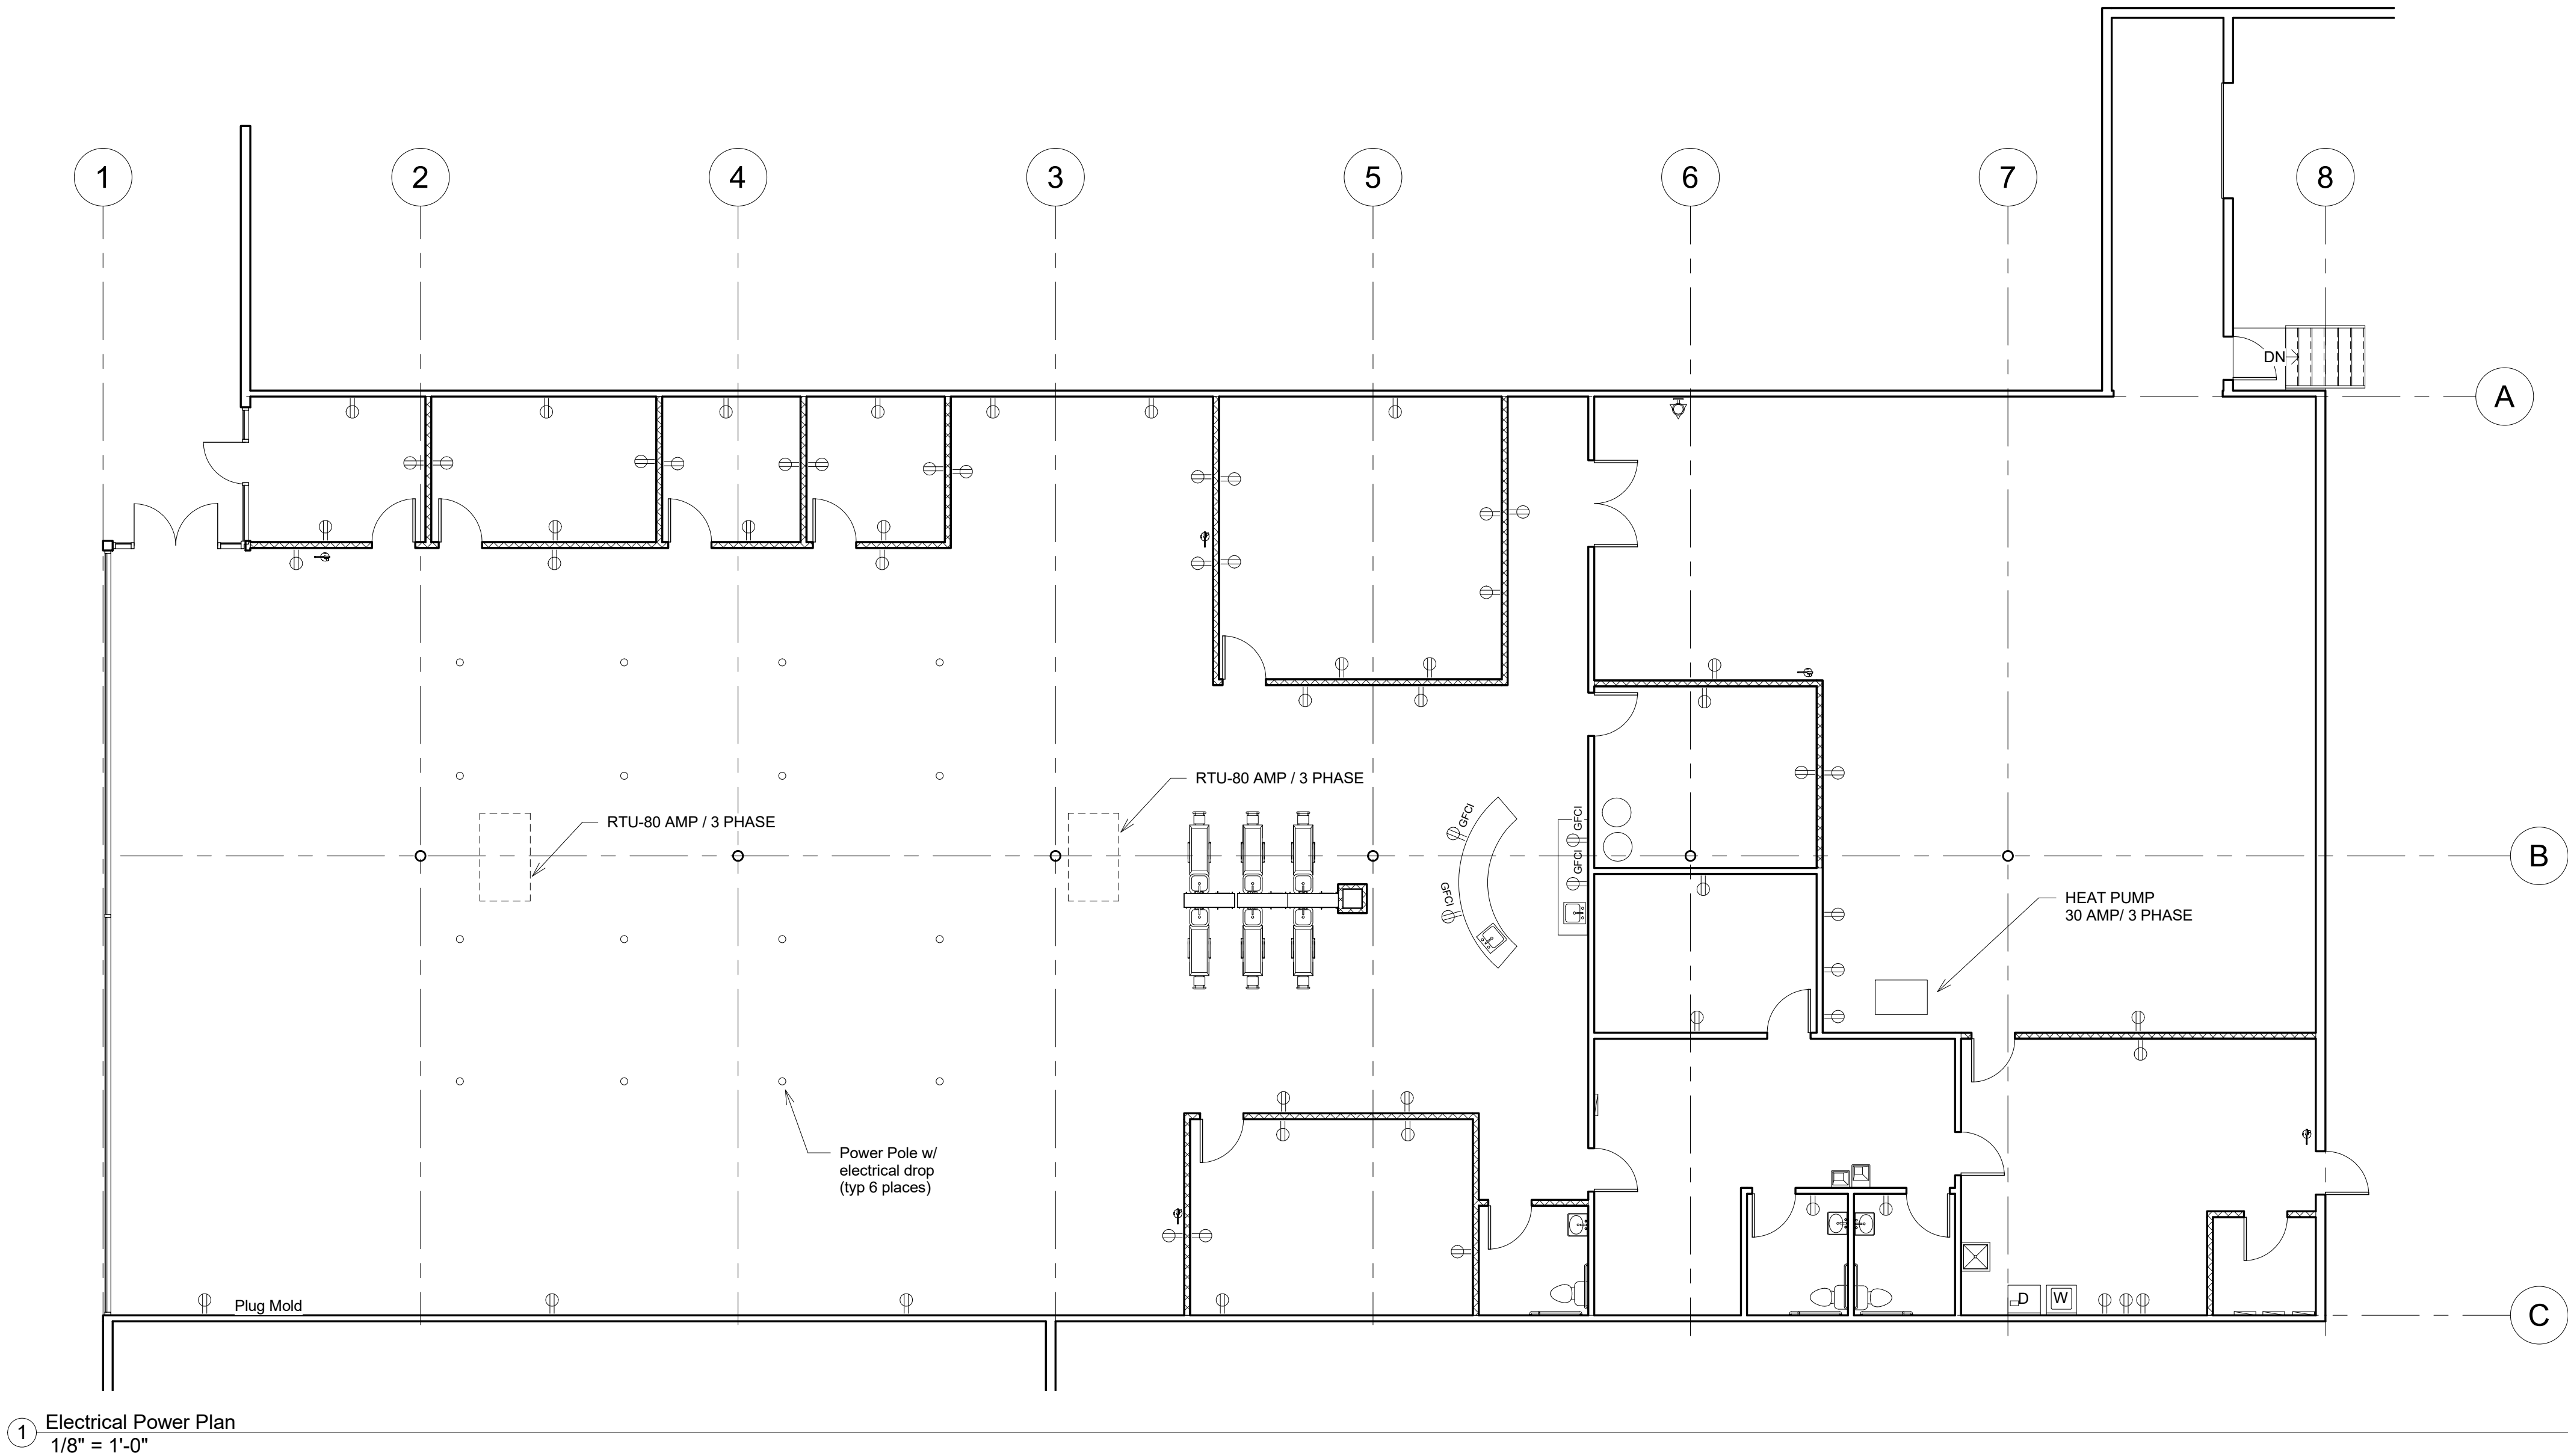 1
2
4
3
5
6
7
8
DN
A
RTU-80 AMP / 3 PHASE
RTU-80 AMP / 3 PHASE
GFCI
GFCI
GFCI
GFCI
B
HEAT PUMP
30 AMP/ 3 PHASE
Power Pole w/
electrical drop
(typ 6 places)
D
W
Plug Mold
C
1
Electrical Power Plan
1/8" = 1'-0"